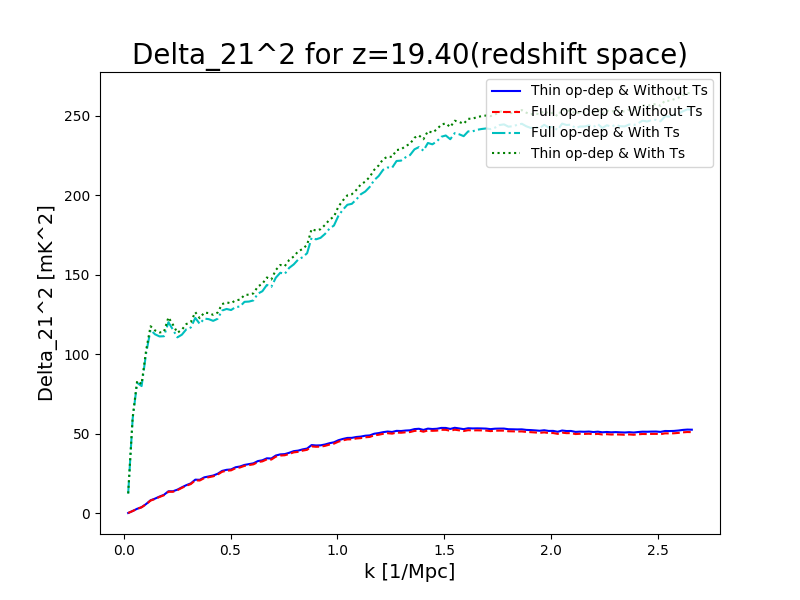 Delta_21^2 for z=19.40(redshift space)
Thin op-dep & Without Ts
Full op-dep & Without Ts
Full op-dep & With Ts
Thin op-dep & With Ts
Delta_21^2 [mK^2]
250
200
150
100
50
0
0.0 0.5 1.0 1.5 2.0 2.5
k [1/Mpc]